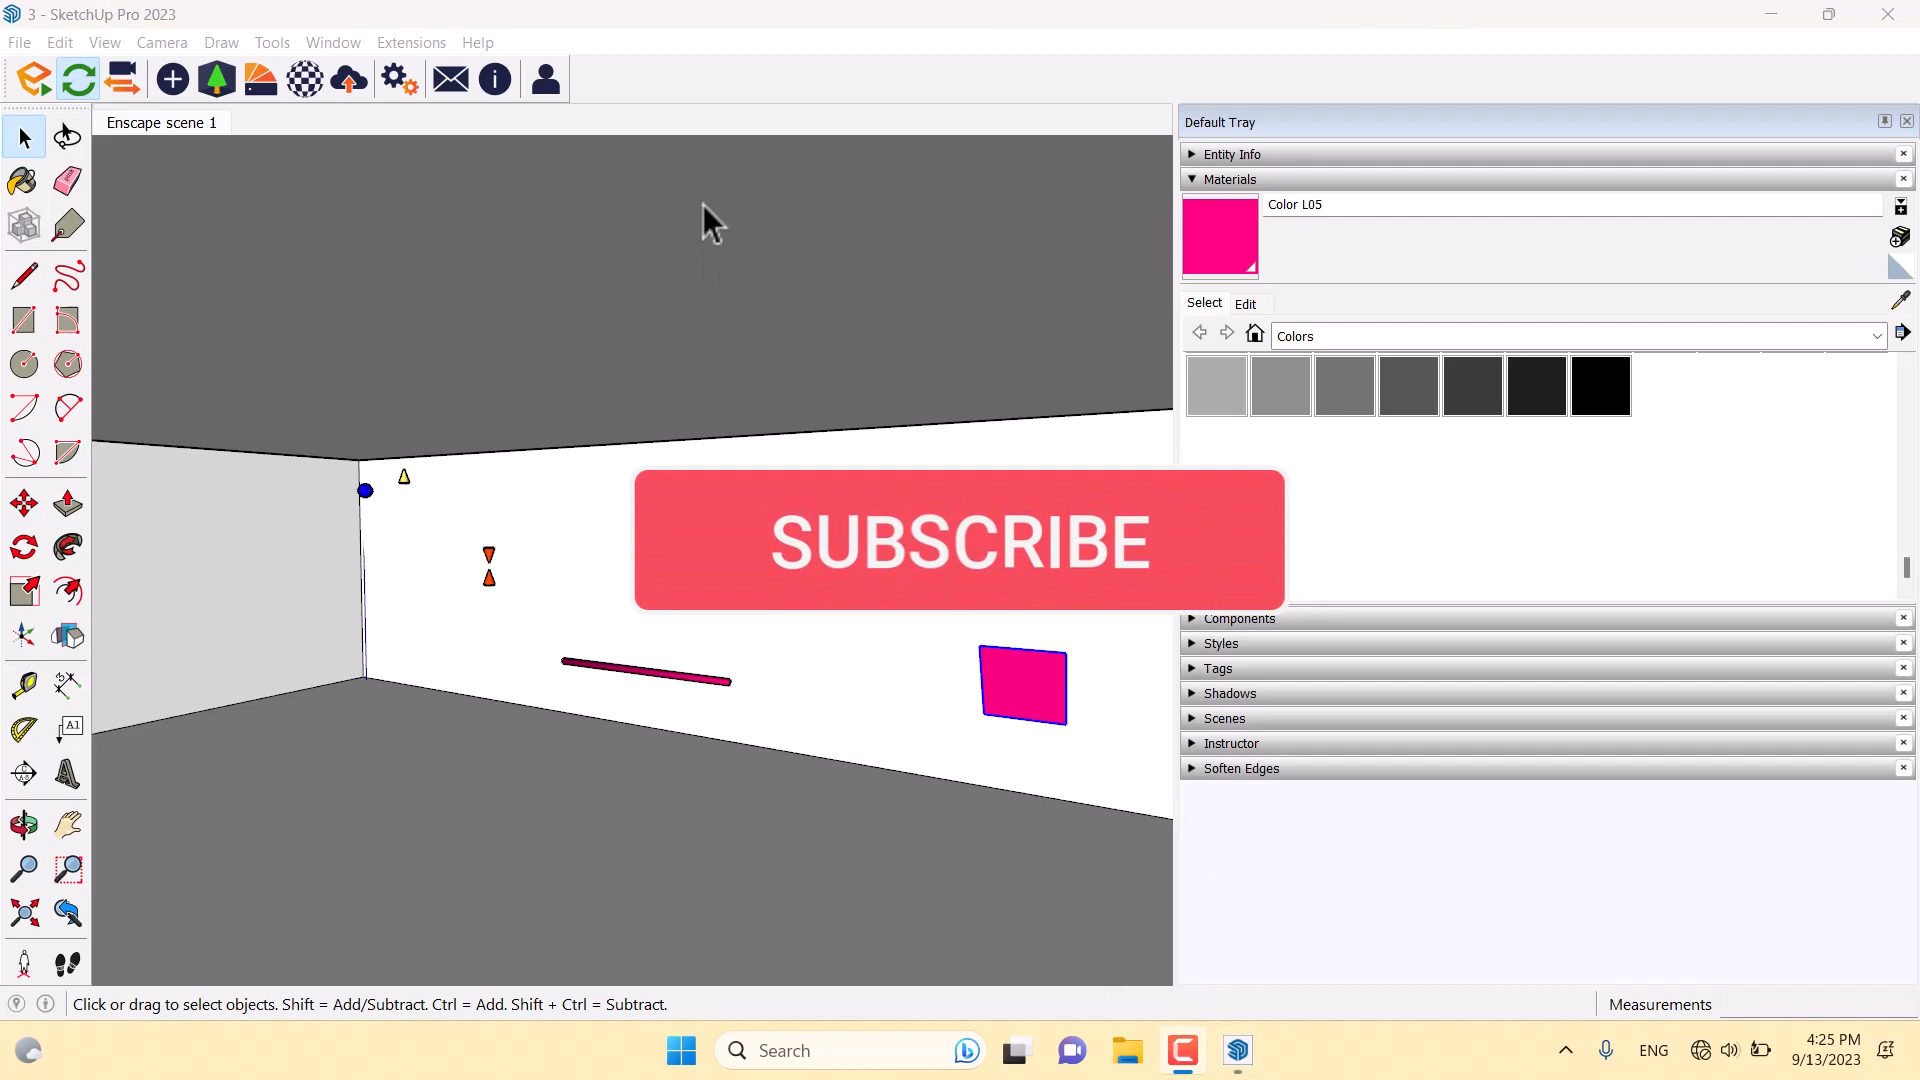 3 - SketchUp Pro 2023
File Edit View Camera Draw Tools Window Extensions Help
Enscape scene 1
Default Tray
Entity Info
Materials
Color L05
Select Edit
Colors
SUBSCRIBE
Components
Styles
Tags
Shadows
Scenes
Instructor
Soften Edges
A1
Click or drag to select objects. Shift = Add/Subtract. Ctrl = Add. Shift + Ctrl = Subtract.
Measurements
Search
ENG
4:25 PM
9/13/2023